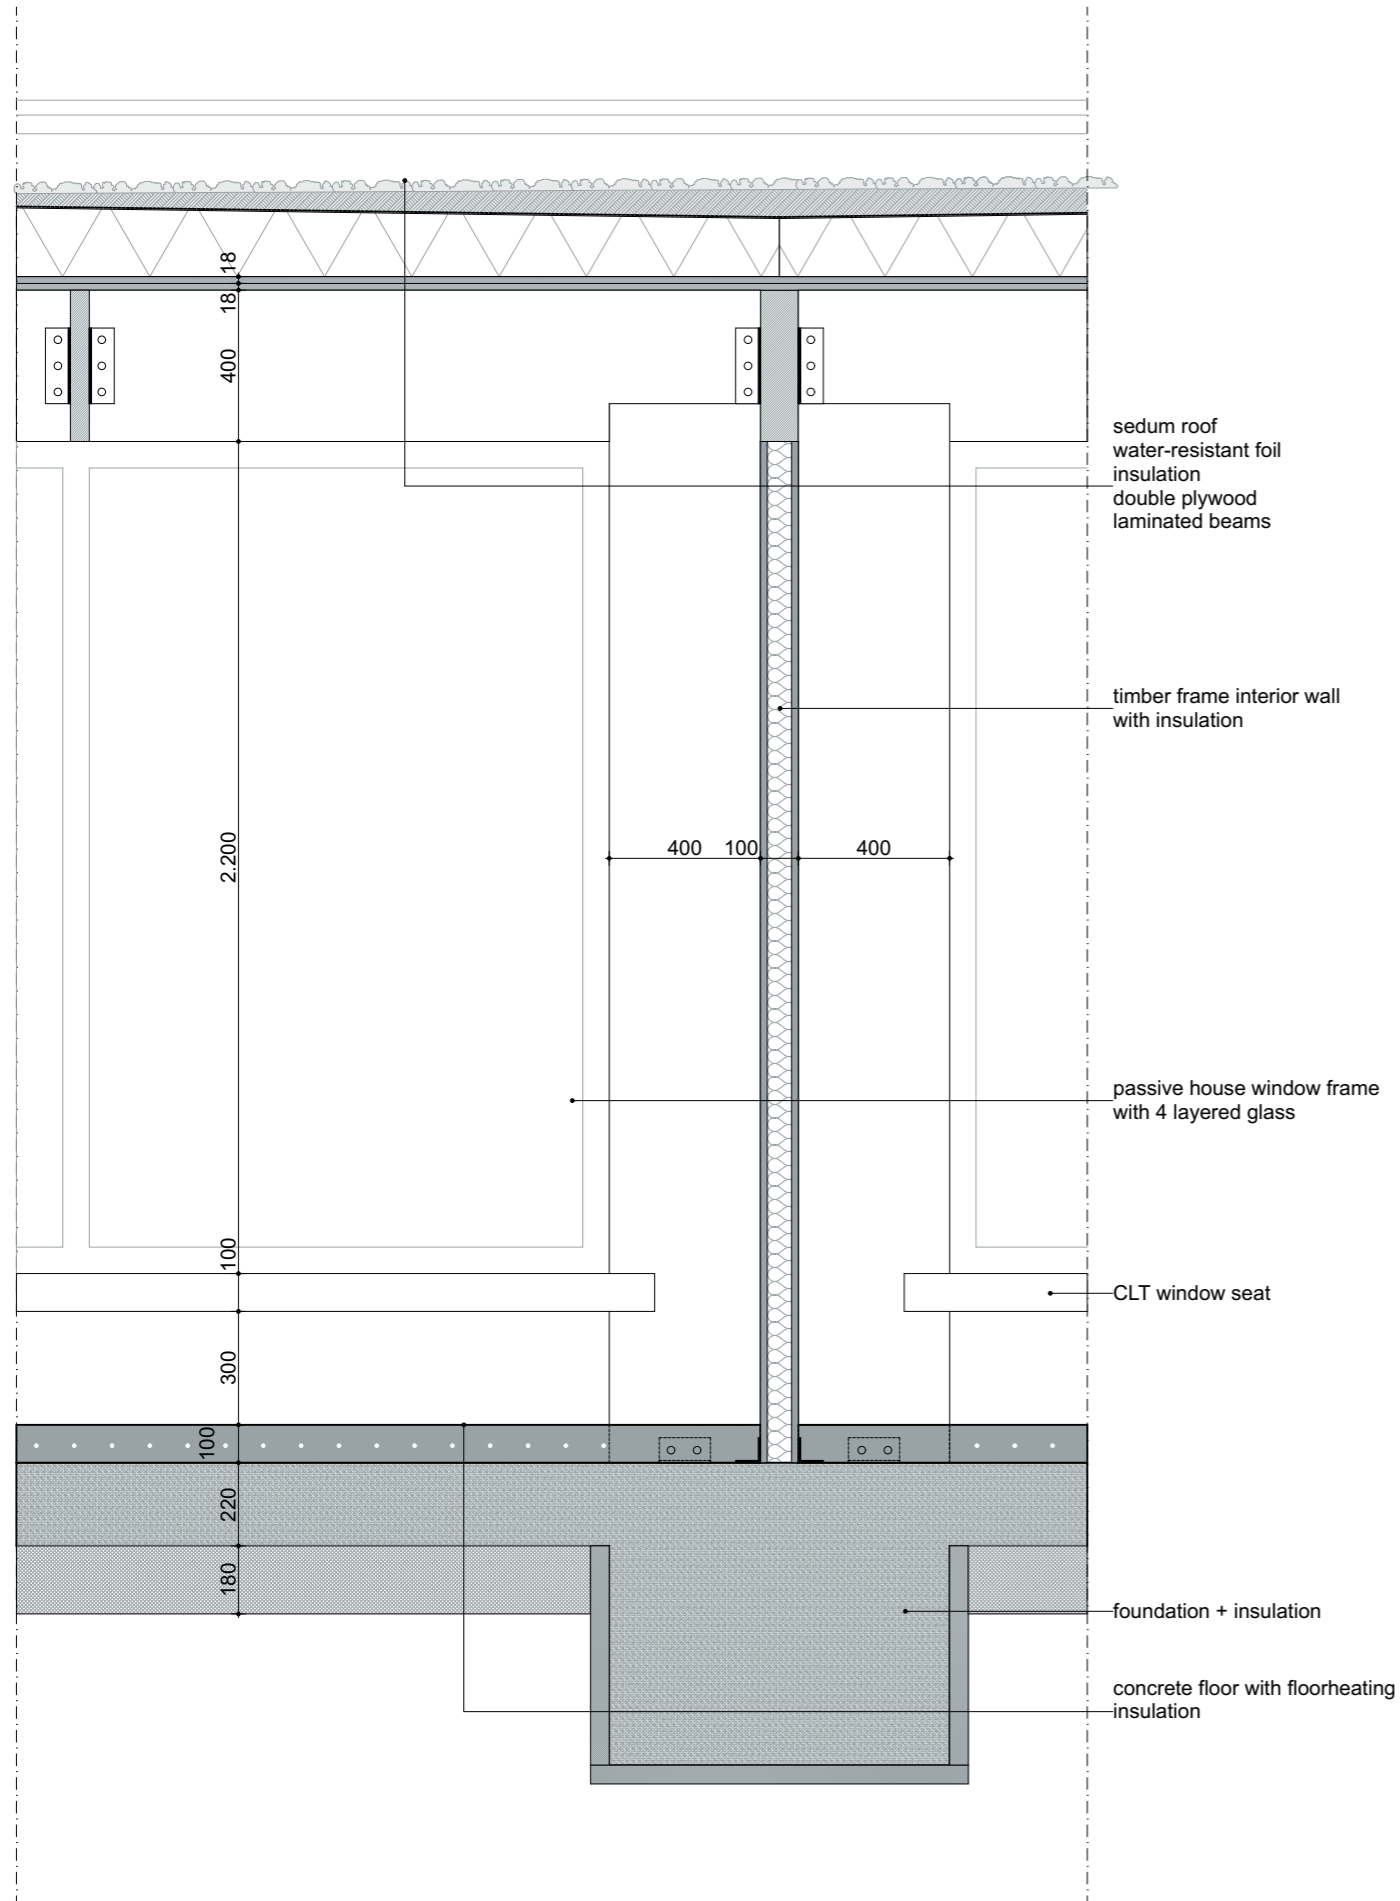 18
18
400
sedum roof
water-resistant foil
insulation
double plywood
laminated beams
timber frame interior wall
with insulation
2.200
400 100 400
passive house window frame
with 4 layered glass
100
CLT window seat
300
100
220
180
foundation + insulation
concrete floor with floorheating
insulation